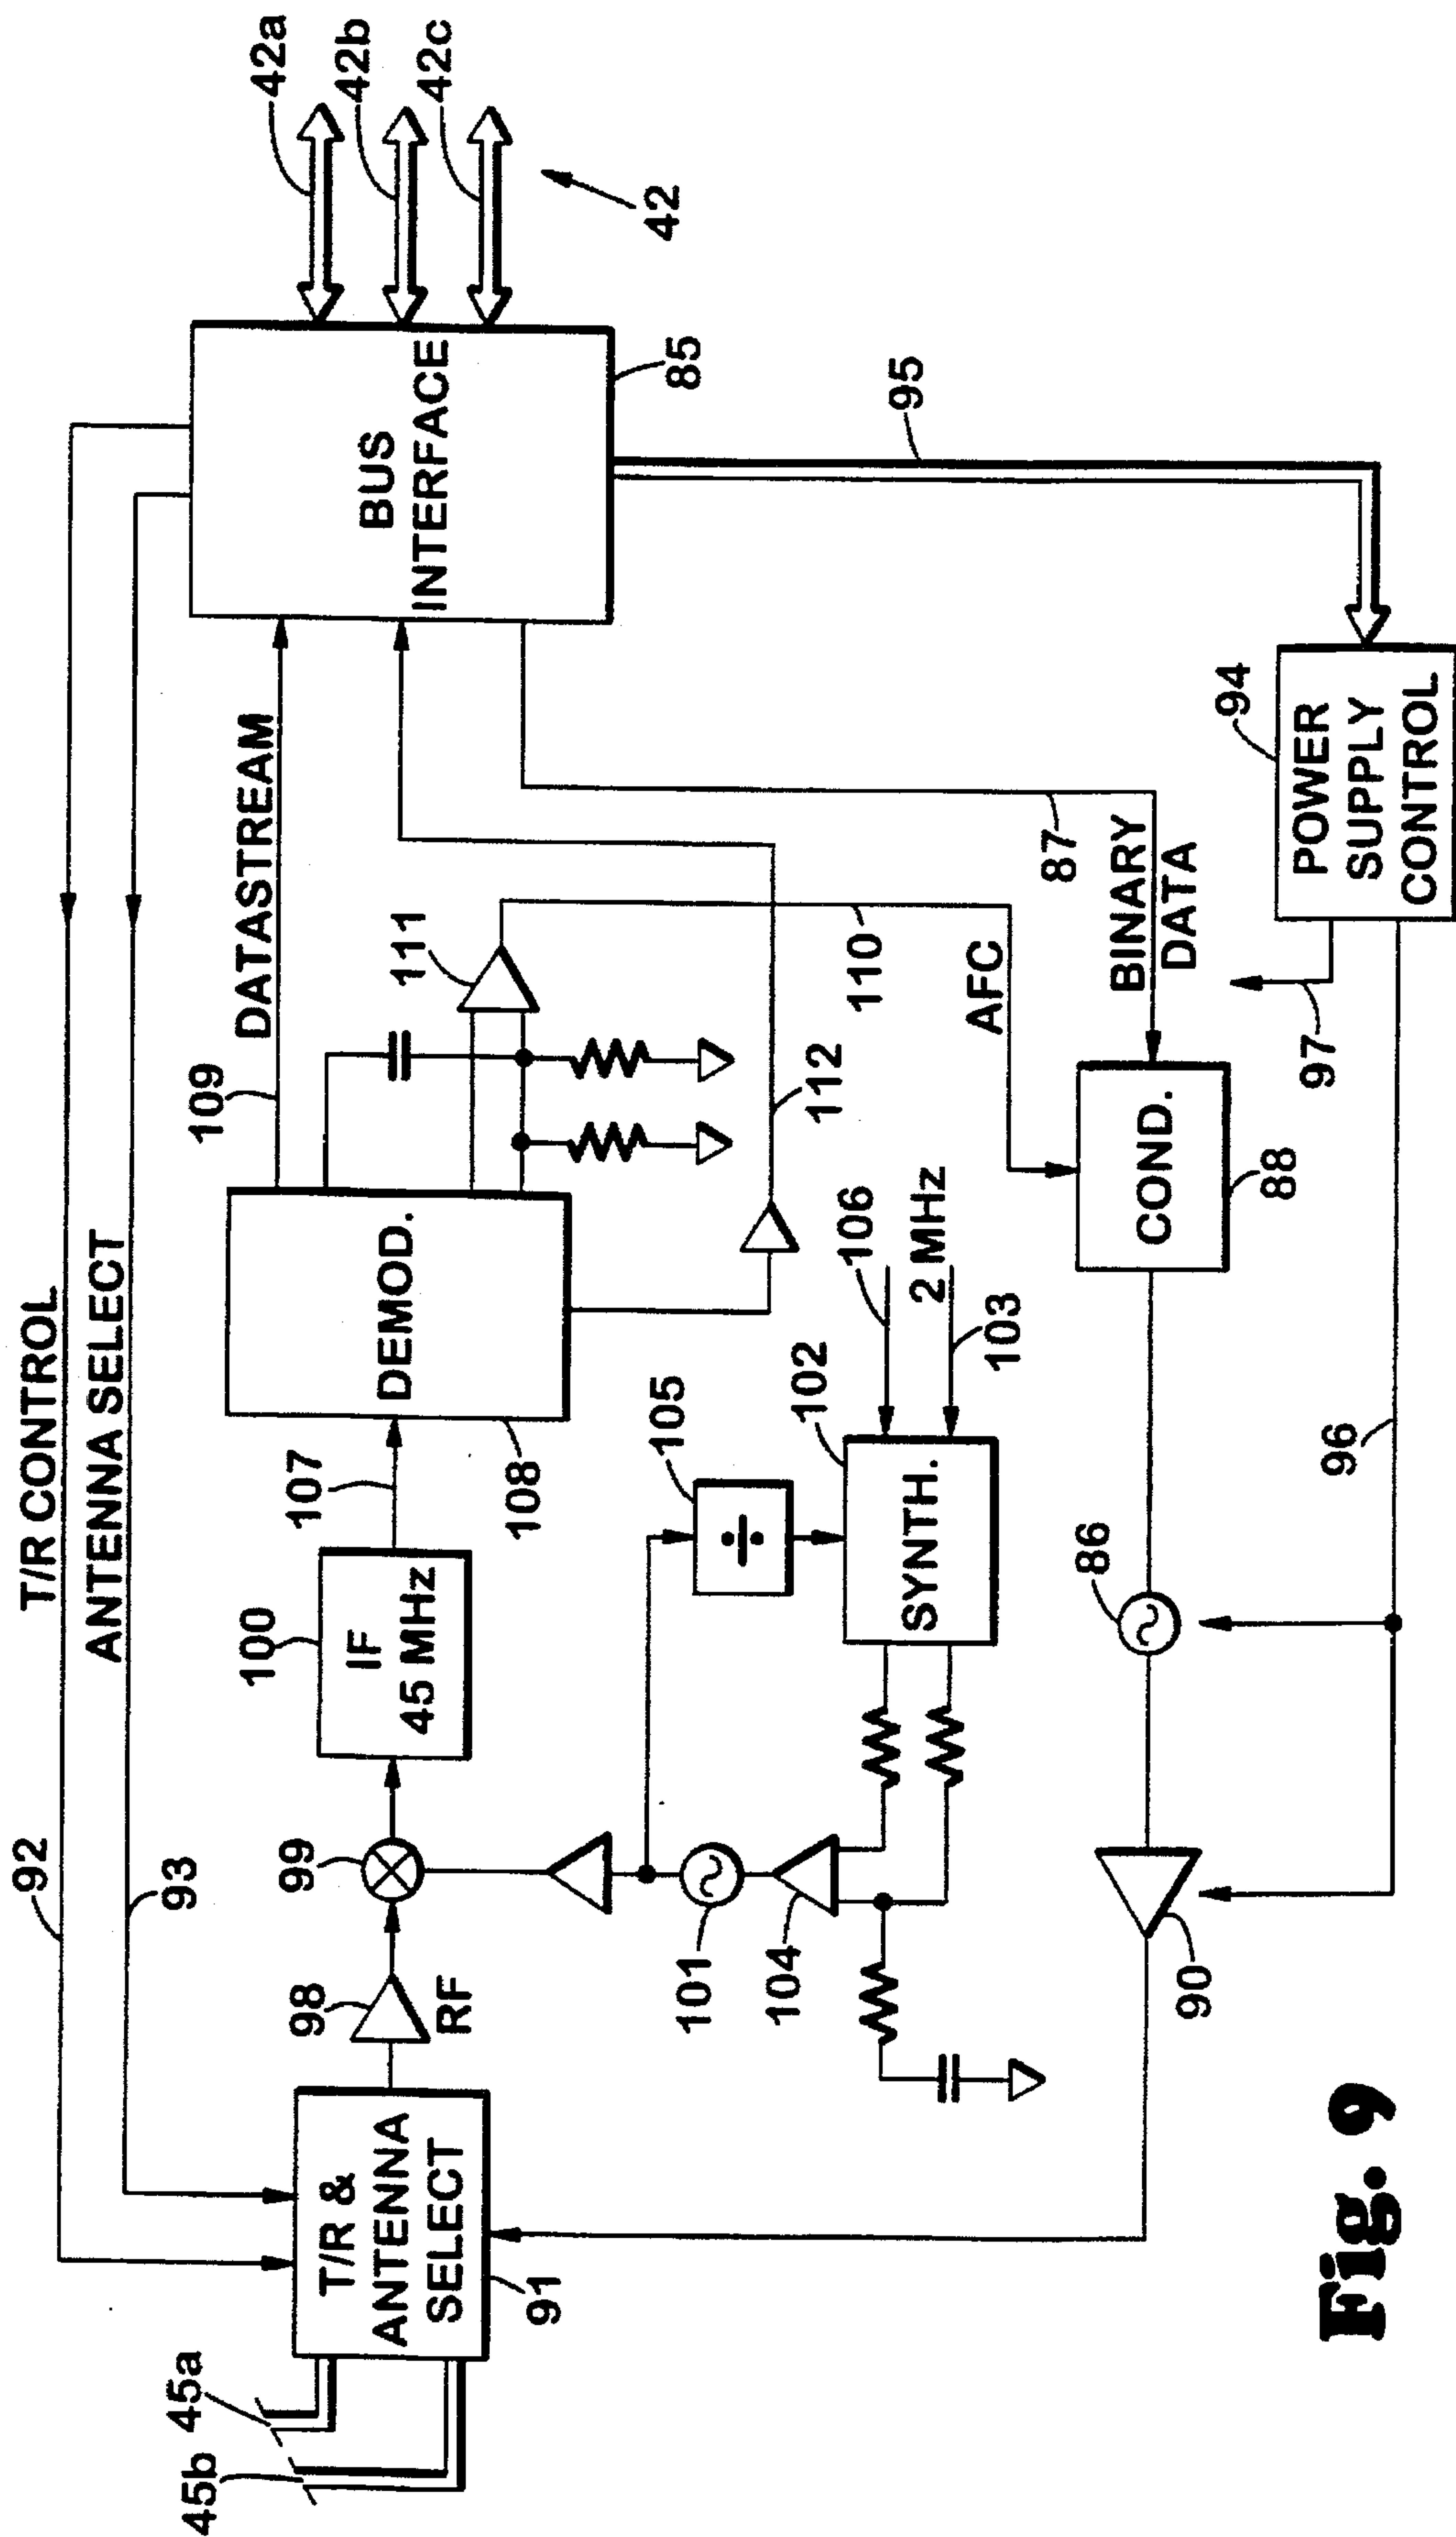 T/R CONTROL
ANTENNA SELECT
92
93
42a
42b
42c
42
DATASTREAM
109
BUS
INTERFACE
85
45a
45b
T/R &
ANTENNA
SELECT
91
98
RF
99
100
IF
45 MHz
107
DEMOD.
108
111
110
112
AFC
95
87
BINARY
DATA
101
104
105
102
SYNTH.
106
2 MHz
103
COND.
88
86
90
96
97
94
POWER
SUPPLY
CONTROL
Fig. 9